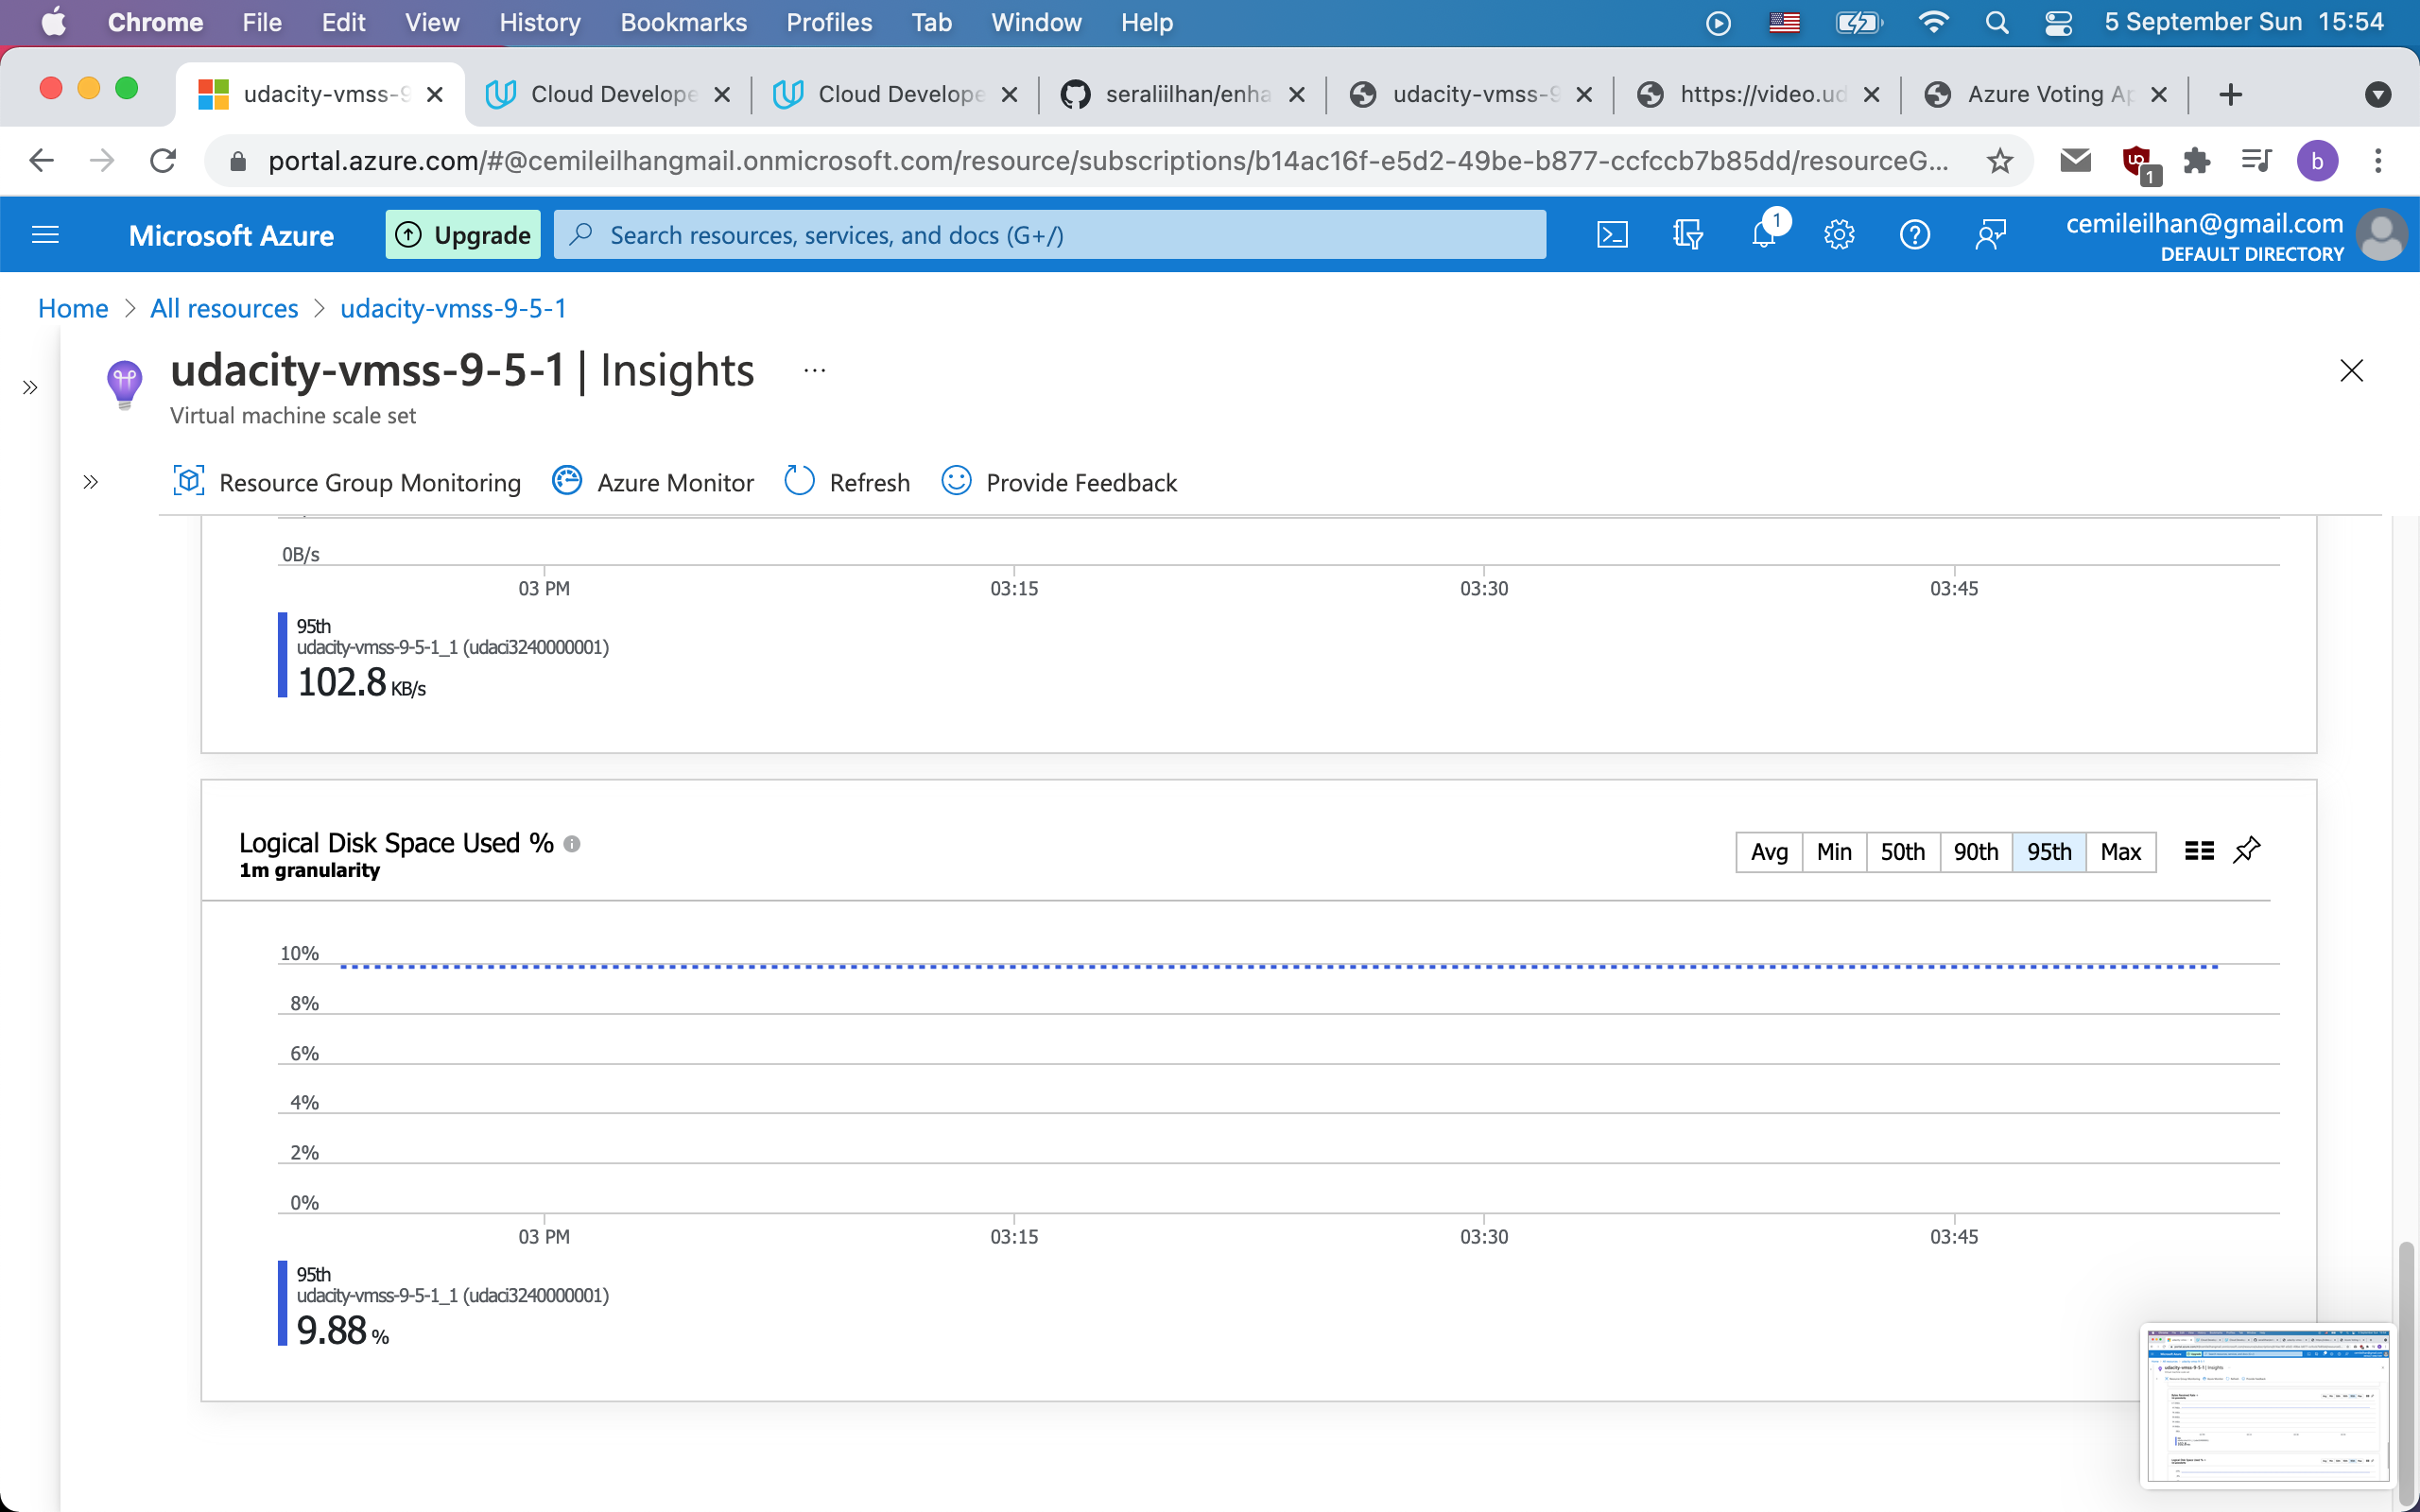 Chrome File Edit View History Bookmarks Profiles Tab Window Help 5 September Sun 15:54
udacity-vmss-9 Cloud Develope Cloud Develope seraliilhan/enha udacity-vmss-9 https://video.ud Azure Voting Ap
portal.azure.com/#@cemileilhangmail.onmicrosoft.com/resource/subscriptions/b14ac16f-e5d2-49be-b877-ccfccb7b85dd/resourceG... 1 b
Microsoft Azure Upgrade Search resources, services, and docs (G+/) 1 cemileilhan@gmail.com
DEFAULT DIRECTORY
Home > All resources > udacity-vmss-9-5-1
udacity-vmss-9-5-1 | Insights ...
Virtual machine scale set
Resource Group Monitoring Azure Monitor Refresh Provide Feedback
0B/s
03 PM 03:15 03:30 03:45
95th
udacity-vmss-9-5-1_1 (udaci3240000001)
102.8 KB/s
Logical Disk Space Used % Avg Min 50th 90th 95th Max
1m granularity
10%
8%
6%
4%
2%
0%
03 PM 03:15 03:30 03:45
95th
udacity-vmss-9-5-1_1 (udaci3240000001)
9.88 %